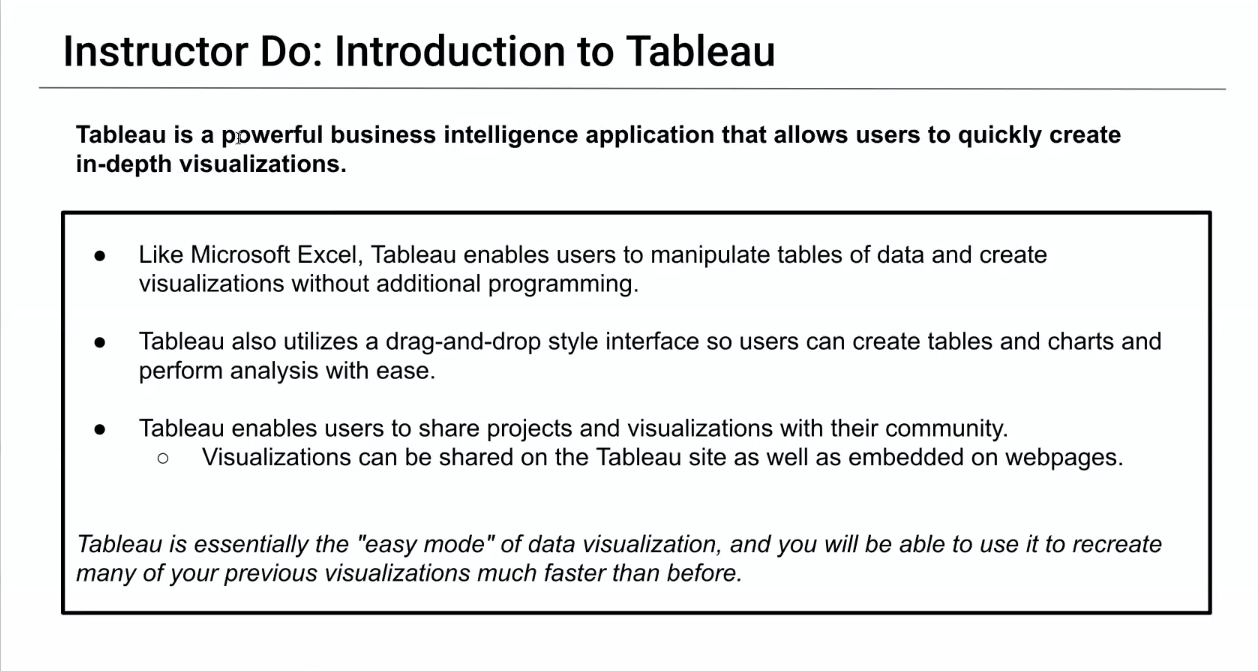 Instructor Do: Introduction to Tableau
Tableau is a powerful business intelligence application that allows users to quickly create
in-depth visualizations.
● Like Microsoft Excel, Tableau enables users to manipulate tables of data and create
visualizations without additional programming.
● Tableau also utilizes a drag-and-drop style interface so users can create tables and charts and
perform analysis with ease.
● Tableau enables users to share projects and visualizations with their community.
○ Visualizations can be shared on the Tableau site as well as embedded on webpages.
Tableau is essentially the "easy mode" of data visualization, and you will be able to use it to recreate
many of your previous visualizations much faster than before.